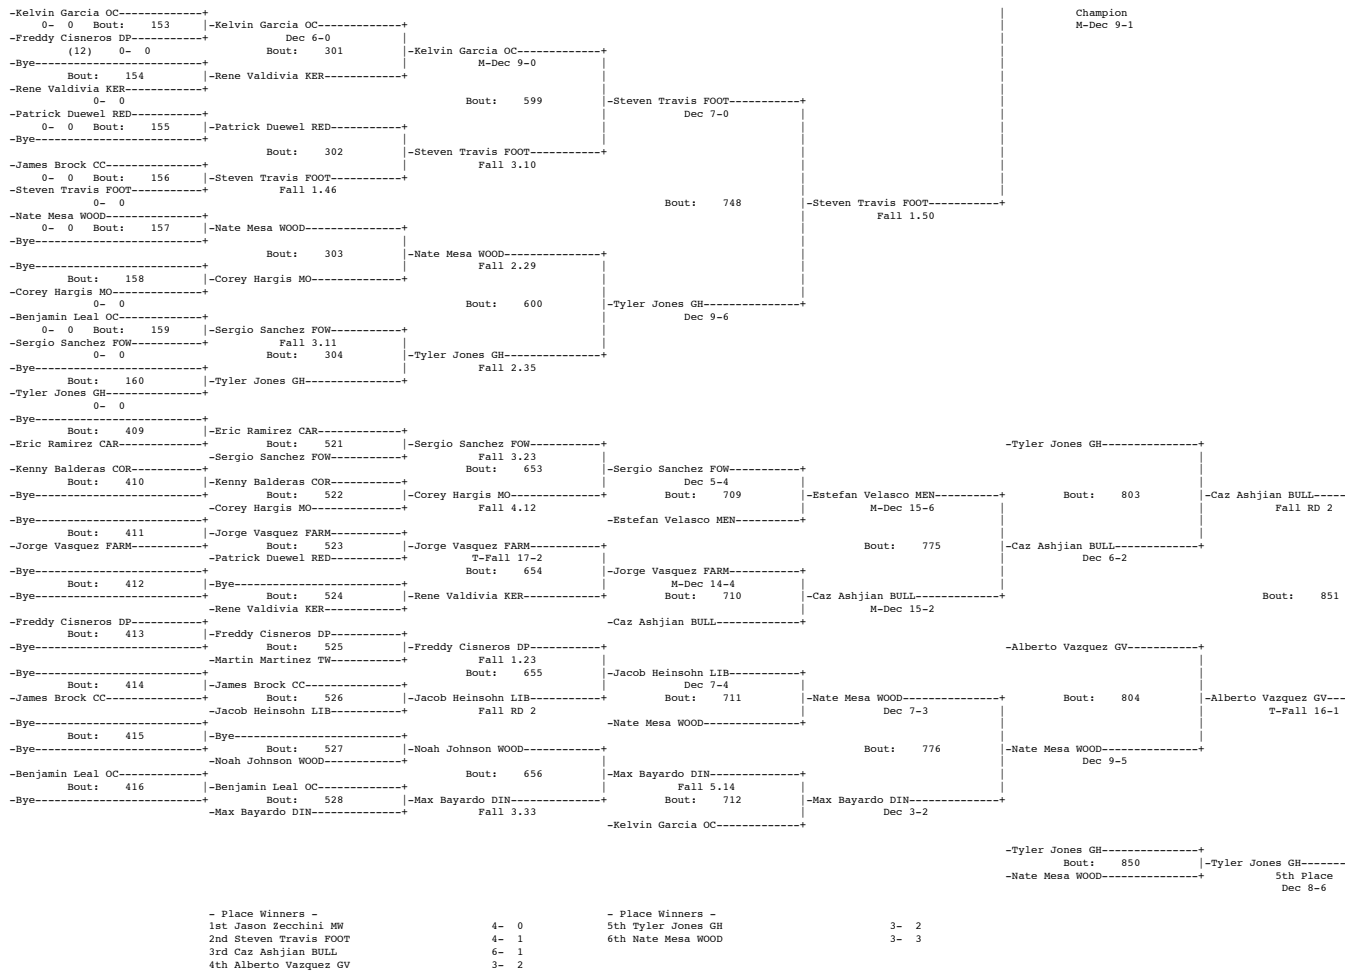 -Kelvin Garcia OC-------------+ | Champion
0- 0 Bout: 153 |-Kelvin Garcia OC-------------+ | M-Dec 9-1
-Freddy Cisneros DP-----------+ Dec 6-0 |
(12) 0- 0 Bout: 301 |-Kelvin Garcia OC-------------+
-Bye--------------------------+ | M-Dec 9-0 |
Bout: 154 |-Rene Valdivia KER------------+ |
-Rene Valdivia KER------------+
0- 0 Bout: 599 |-Steven Travis FOOT-----------+
-Patrick Duewel RED-----------+ | Dec 7-0 |
0- 0 Bout: 155 |-Patrick Duewel RED-----------+
-Bye--------------------------+
Bout: 302 |-Steven Travis FOOT-----------+
-James Brock CC---------------+ | Fall 3.10
0- 0 Bout: 156 |-Steven Travis FOOT-----------+
-Steven Travis FOOT-----------+ Fall 1.46
0- 0 Bout: 748 |-Steven Travis FOOT-----------+
-Nate Mesa WOOD---------------+ | Fall 1.50
0- 0 Bout: 157 |-Nate Mesa WOOD---------------+
-Bye--------------------------+
Bout: 303 |-Nate Mesa WOOD---------------+
-Bye--------------------------+ | Fall 2.29
Bout: 158 |-Corey Hargis MO--------------+
-Corey Hargis MO--------------+
0- 0 Bout: 600 |-Tyler Jones GH---------------+
-Benjamin Leal OC-------------+ | Dec 9-6
0- 0 Bout: 159 |-Sergio Sanchez FOW-----------+
-Sergio Sanchez FOW-----------+ Fall 3.11
0- 0 Bout: 304 |-Tyler Jones GH---------------+
-Bye--------------------------+ | Fall 2.35
Bout: 160 |-Tyler Jones GH---------------+
-Tyler Jones GH---------------+
0- 0
-Bye--------------------------+
Bout: 409 |-Eric Ramirez CAR-------------+
-Eric Ramirez CAR-------------+ Bout: 521 |-Sergio Sanchez FOW-----------+ -Tyler Jones GH---------------+
-Sergio Sanchez FOW-----------+ Fall 3.23
-Kenny Balderas COR-----------+ Bout: 653 |-Sergio Sanchez FOW-----------+
Bout: 410 |-Kenny Balderas COR-----------+ Dec 5-4
-Bye--------------------------+ Bout: 522 |-Corey Hargis MO--------------+ Bout: 709 |-Estefan Velasco MEN----------+ Bout: 803 |-Caz Ashjian BULL-----
-Corey Hargis MO--------------+ Fall 4.12 M-Dec 15-6 Fall RD 2
-Bye--------------------------+ -Estefan Velasco MEN----------+
Bout: 411 |-Jorge Vasquez FARM-----------+
-Jorge Vasquez FARM-----------+ Bout: 523 |-Jorge Vasquez FARM-----------+ Bout: 775 |-Caz Ashjian BULL-------------+
-Patrick Duewel RED-----------+ T-Fall 17-2 Dec 6-2
-Bye--------------------------+ Bout: 654 |-Jorge Vasquez FARM-----------+
Bout: 412 |-Bye--------------------------+ M-Dec 14-4
-Bye--------------------------+ Bout: 524 |-Rene Valdivia KER------------+ Bout: 710 |-Caz Ashjian BULL-------------+ Bout: 851
-Rene Valdivia KER------------+ M-Dec 15-2
-Freddy Cisneros DP-----------+ -Caz Ashjian BULL-------------+
Bout: 413 |-Freddy Cisneros DP-----------+
-Bye--------------------------+ Bout: 525 |-Freddy Cisneros DP-----------+ -Alberto Vazquez GV-----------+
-Martin Martinez TW-----------+ Fall 1.23
-Bye--------------------------+ Bout: 655 |-Jacob Heinsohn LIB-----------+
Bout: 414 |-James Brock CC---------------+ Dec 7-4
-James Brock CC---------------+ Bout: 526 |-Jacob Heinsohn LIB-----------+ Bout: 711 |-Nate Mesa WOOD---------------+ Bout: 804 |-Alberto Vazquez GV---
-Jacob Heinsohn LIB-----------+ Fall RD 2 Dec 7-3 T-Fall 16-1
-Bye--------------------------+ -Nate Mesa WOOD---------------+
Bout: 415 |-Bye--------------------------+
-Bye--------------------------+ Bout: 527 |-Noah Johnson WOOD------------+ Bout: 776 |-Nate Mesa WOOD---------------+
-Noah Johnson WOOD------------+ Dec 9-5
-Benjamin Leal OC-------------+ Bout: 656 |-Max Bayardo DIN--------------+
Bout: 416 |-Benjamin Leal OC-------------+ Fall 5.14
-Bye--------------------------+ Bout: 528 |-Max Bayardo DIN--------------+ Bout: 712 |-Max Bayardo DIN--------------+
-Max Bayardo DIN--------------+ Fall 3.33 Dec 3-2
-Kelvin Garcia OC-------------+
-Tyler Jones GH---------------+
Bout: 850 |-Tyler Jones GH-------
-Nate Mesa WOOD---------------+ 5th Place
Dec 8-6
- Place Winners - - Place Winners -
1st Jason Zecchini MW 4- 0 5th Tyler Jones GH 3- 2
2nd Steven Travis FOOT 4- 1 6th Nate Mesa WOOD 3- 3
3rd Caz Ashjian BULL 6- 1
4th Alberto Vazquez GV 3- 2